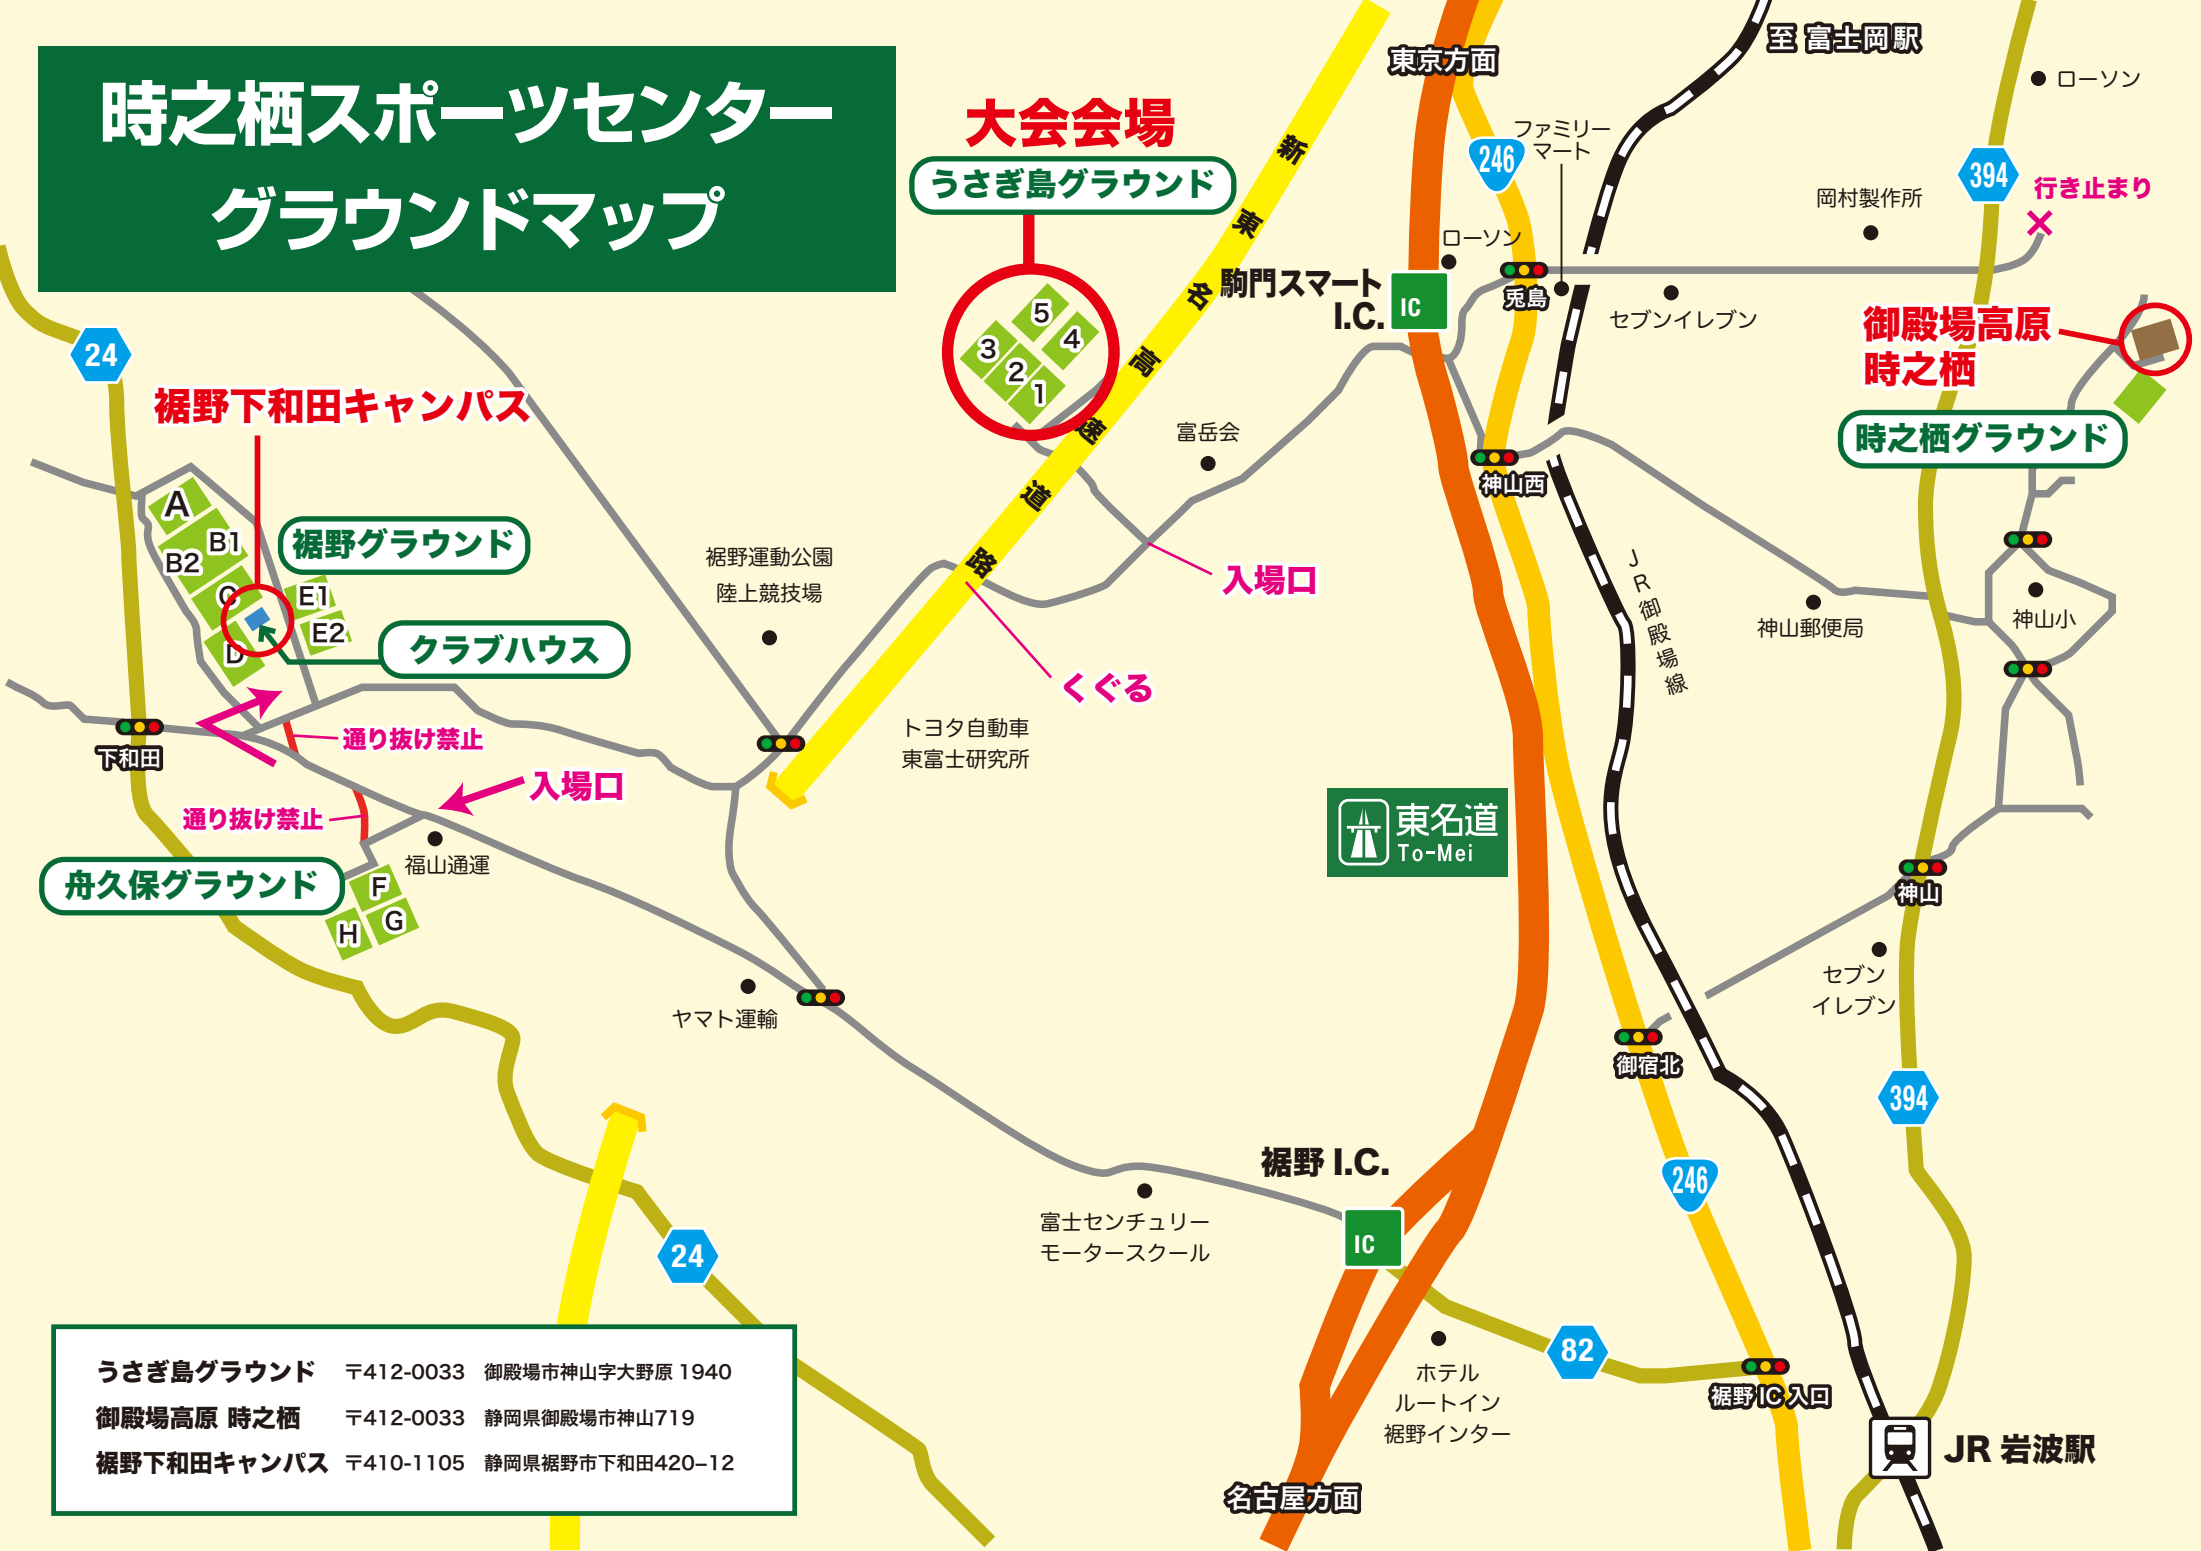 時之栖スポーツセンター
グラウンドマップ
大会会場
うさぎ島グラウンド
5
4
3
2
1
新東名高速道路
東京方面
至 富士岡駅
ローソン
246
ファミリー
マート
394
行き止まり
岡村製作所
ローソン
駒門スマート
I.C.
IC
兎島
セブンイレブン
御殿場高原
時之栖
時之栖グラウンド
24
裾野下和田キャンパス
A
B1
B2
C
D
E1
E2
裾野グラウンド
クラブハウス
富岳会
神山西
入場口
裾野運動公園
陸上競技場
くぐる
トヨタ自動車
東富士研究所
JR御殿場線
神山郵便局
神山小
下和田
通り抜け禁止
入場口
通り抜け禁止
福山通運
舟久保グラウンド
F
G
H
東名道
To-Mei
神山
セブン
イレブン
ヤマト運輸
御宿北
394
裾野 I.C.
IC
246
富士センチュリー
モータースクール
24
82
ホテル
ルートイン
裾野インター
裾野 IC 入口
JR 岩波駅
名古屋方面
うさぎ島グラウンド 〒412-0033 御殿場市神山字大野原 1940
御殿場高原 時之栖 〒412-0033 静岡県御殿場市神山719
裾野下和田キャンパス 〒410-1105 静岡県裾野市下和田420−12